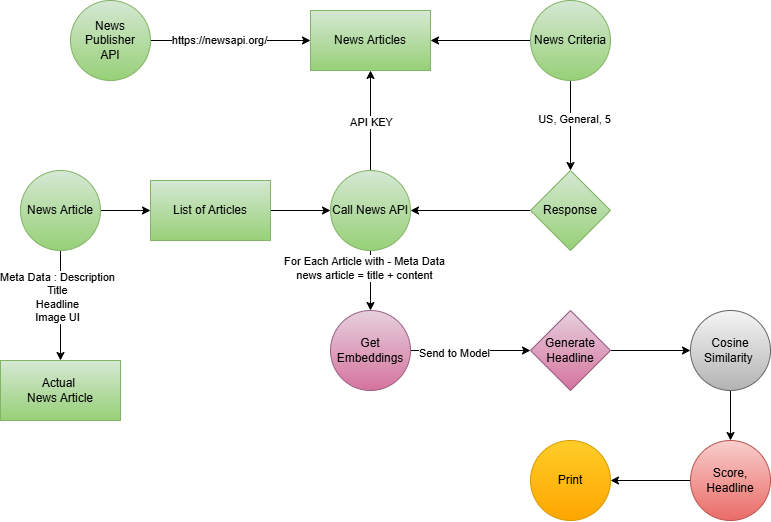 News
Publisher
API
https://newsapi.org/
News Articles
News Criteria
API KEY
US, General, 5
News Article
List of Articles
Call News API
Response
For Each Article with - Meta Data
news article = title + content
Meta Data : Description
Title
Headline
Image UI
Get
Embeddings
Send to Model
Generate
Headline
Cosine
Similarity
Actual
News Article
Print
Score,
Headline